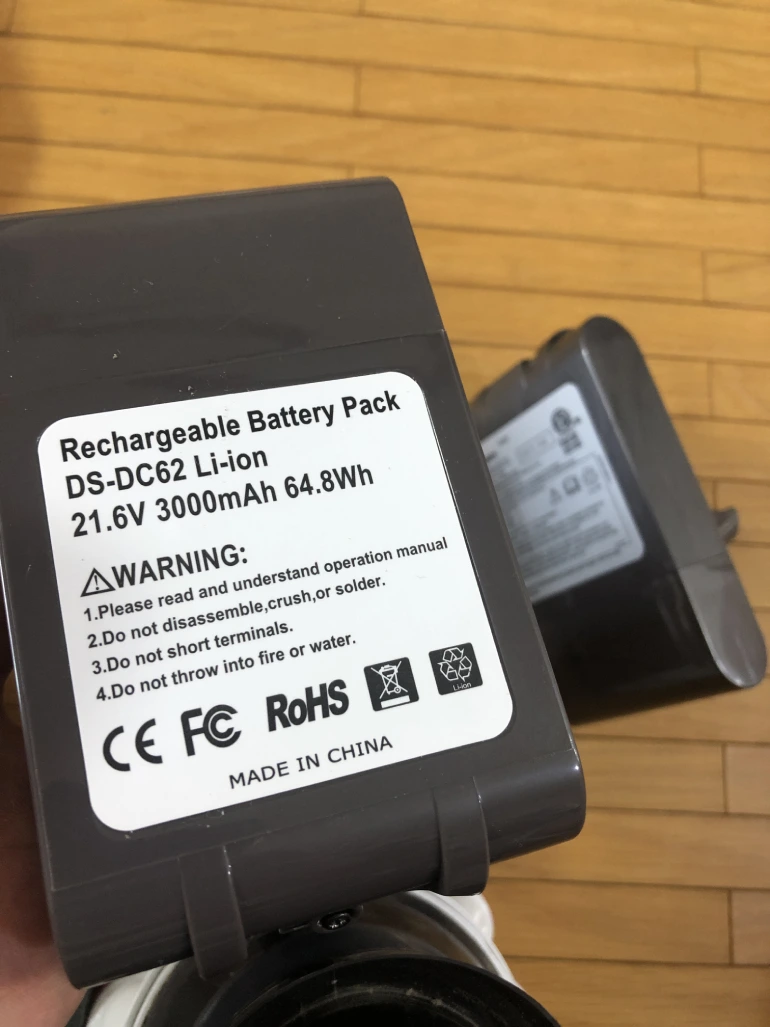 Rechargeable Battery Pack
DS-DC62 Li-ion
21.6V 3000mAh 64.8Wh
WARNING:
1.Please read and understand operation manual
2.Do not disassemble,crush,or solder.
3.Do not short terminals.
4.Do not throw into fire or water.
CE FC RoHS Li-ion
MADE IN CHINA